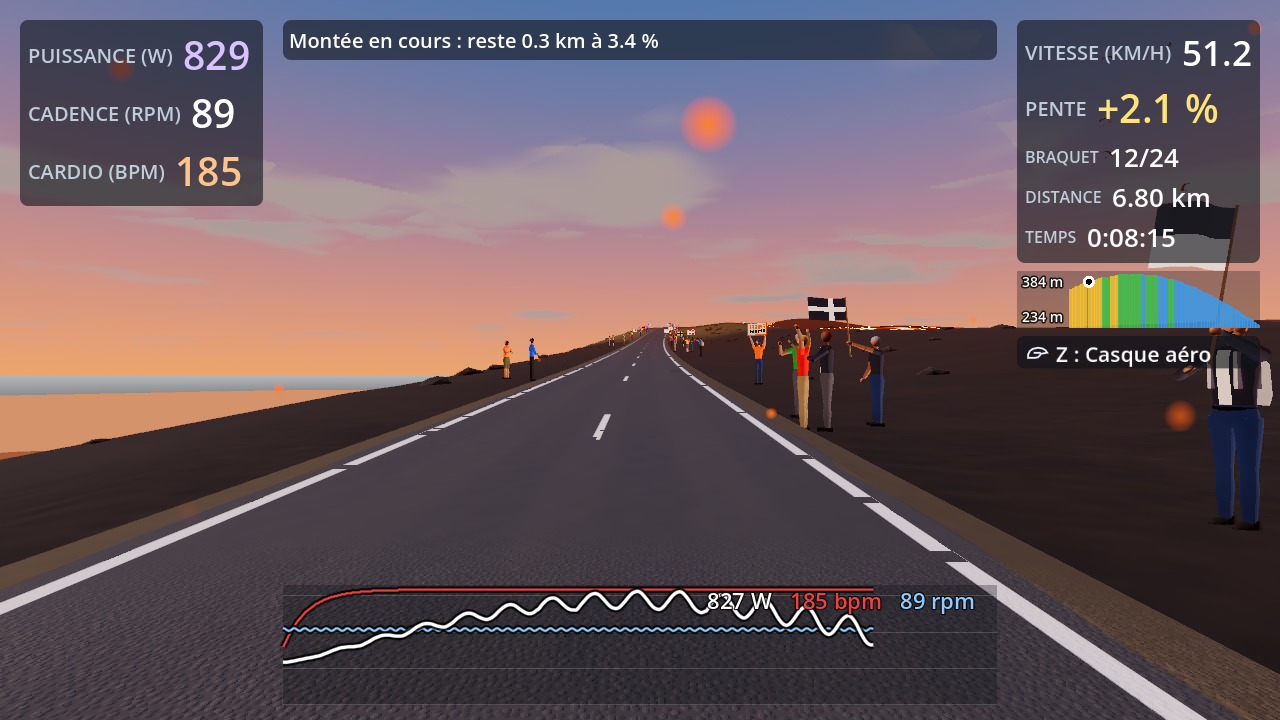 PUISSANCE (W) 829
CADENCE (RPM) 89
CARDIO (BPM) 185
Montée en cours : reste 0.3 km à 3.4 %
VITESSE (KM/H) 51.2
PENTE +2.1 %
BRAQUET 12/24
DISTANCE 6.80 km
TEMPS 0:08:15
384 m
234 m
Z : Casque aéro
827 W 185 bpm 89 rpm